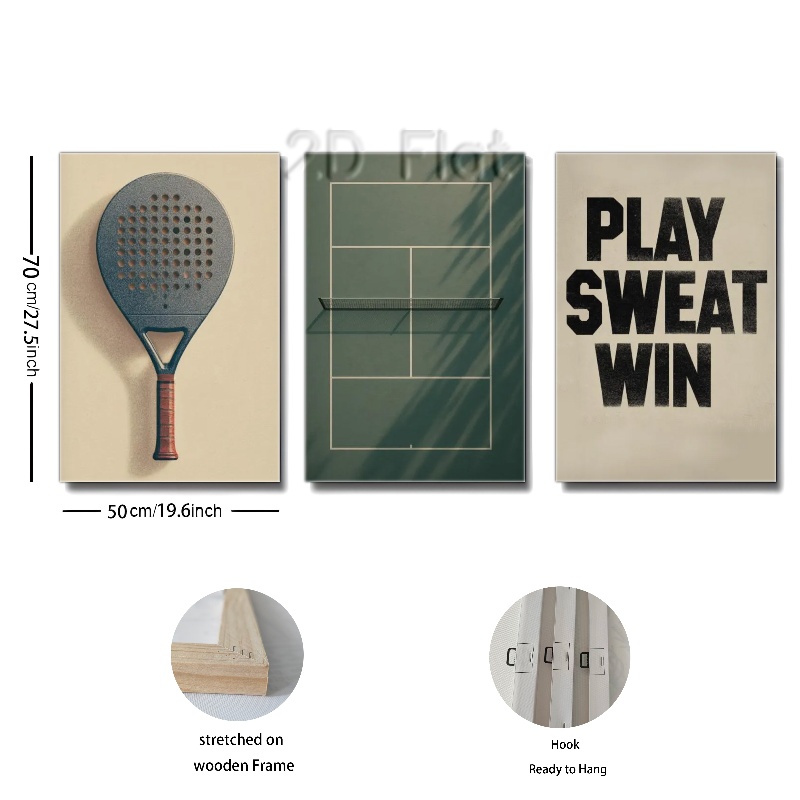 2D Flat
PLAY
SWEAT
WIN
70 cm/27.5inch
50cm/19.6inch
stretched on
wooden Frame
Hook
Ready to Hang